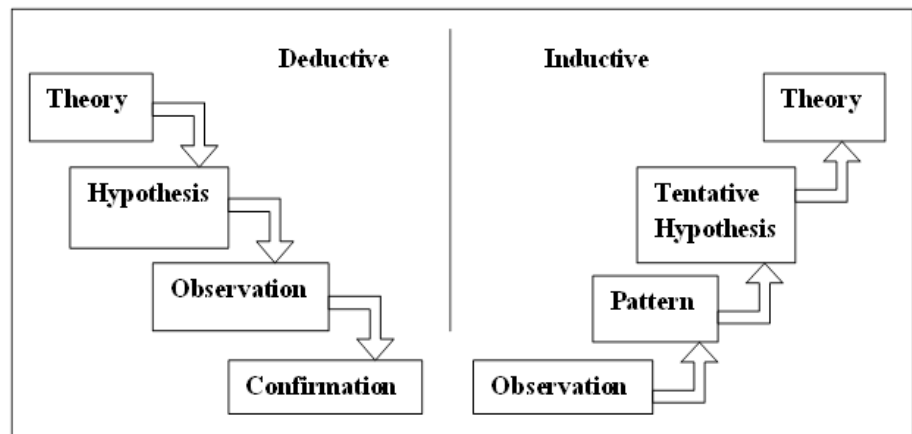 Deductive
Theory
Hypothesis
Observation
Confirmation
Inductive
Theory
Tentative
Hypothesis
Pattern
Observation